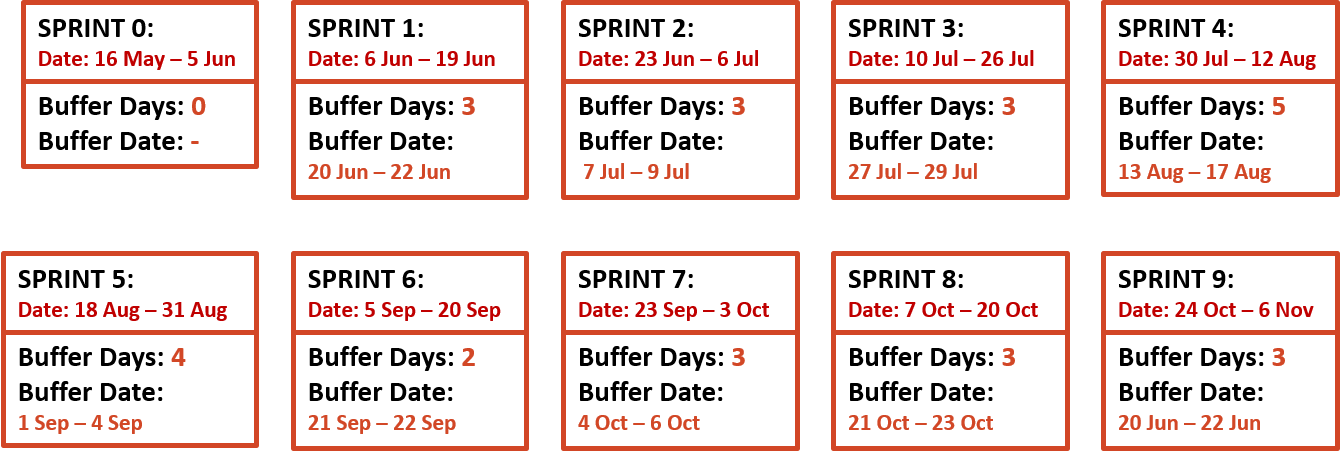 SPRINT 0:
Date: 16 May – 5 Jun
Buffer Days: 0
Buffer Date: -
SPRINT 1:
Date: 6 Jun – 19 Jun
Buffer Days: 3
Buffer Date:
20 Jun – 22 Jun
SPRINT 2:
Date: 23 Jun – 6 Jul
Buffer Days: 3
Buffer Date:
7 Jul – 9 Jul
SPRINT 3:
Date: 10 Jul – 26 Jul
Buffer Days: 3
Buffer Date:
27 Jul – 29 Jul
SPRINT 4:
Date: 30 Jul – 12 Aug
Buffer Days: 5
Buffer Date:
13 Aug – 17 Aug
SPRINT 5:
Date: 18 Aug – 31 Aug
Buffer Days: 4
Buffer Date:
1 Sep – 4 Sep
SPRINT 6:
Date: 5 Sep – 20 Sep
Buffer Days: 2
Buffer Date:
21 Sep – 22 Sep
SPRINT 7:
Date: 23 Sep – 3 Oct
Buffer Days: 3
Buffer Date:
4 Oct – 6 Oct
SPRINT 8:
Date: 7 Oct – 20 Oct
Buffer Days: 3
Buffer Date:
21 Oct – 23 Oct
SPRINT 9:
Date: 24 Oct – 6 Nov
Buffer Days: 3
Buffer Date:
20 Jun – 22 Jun